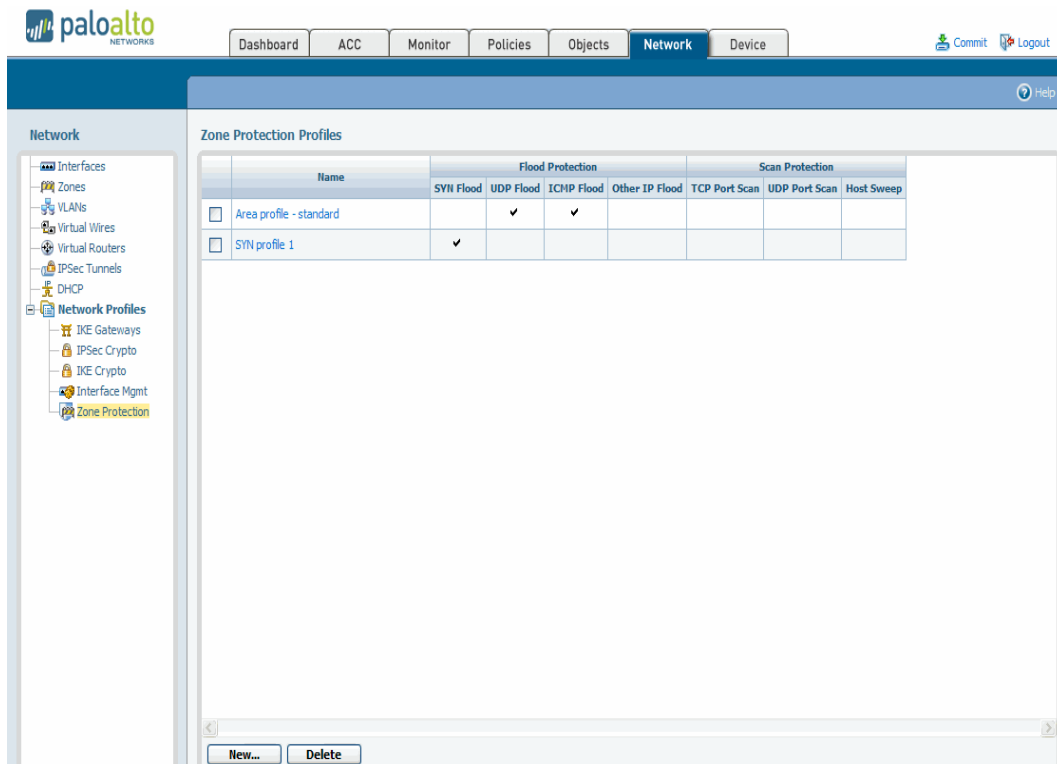 paloalto
NETWORKS
Dashboard ACC Monitor Policies Objects Network Device Commit Logout
Help
Network
Interfaces
Zones
VLANs
Virtual Wires
Virtual Routers
IPSec Tunnels
DHCP
Network Profiles
IKE Gateways
IPSec Crypto
IKE Crypto
Interface Mgmt
Zone Protection
Zone Protection Profiles
Name Flood Protection Scan Protection
SYN Flood UDP Flood ICMP Flood Other IP Flood TCP Port Scan UDP Port Scan Host Sweep
Area profile - standard
SYN profile 1
New... Delete